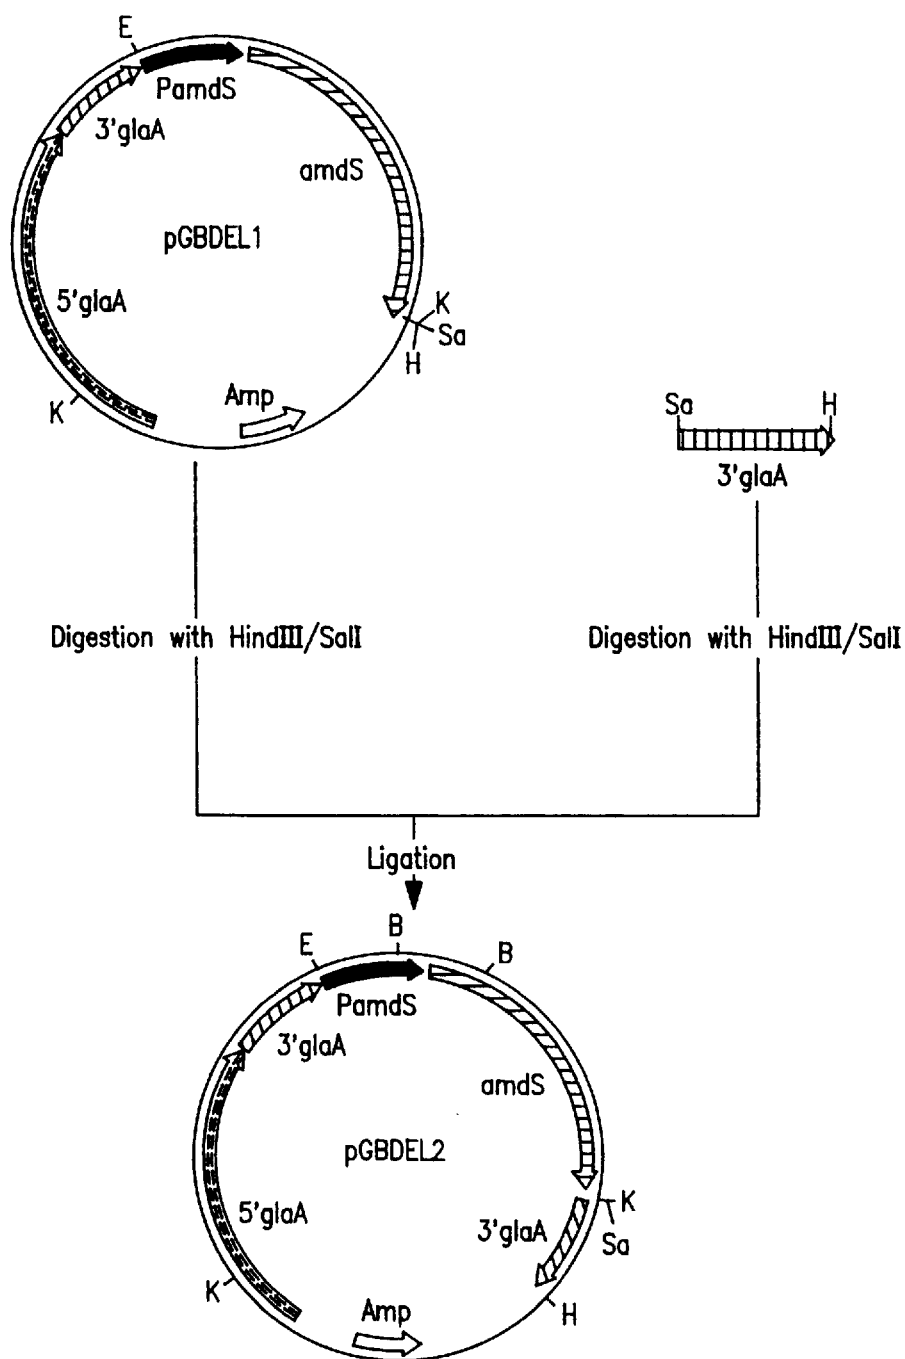 E
PamdS
3'glaA
amdS
pGBDEL1
5'glaA
K
Sa
H
Amp
K
Sa
H
3'glaA
Digestion with HindIII/SalI
Digestion with HindIII/SalI
Ligation
B
E
B
PamdS
3'glaA
amdS
pGBDEL2
K
5'glaA
3'glaA
Sa
K
H
Amp